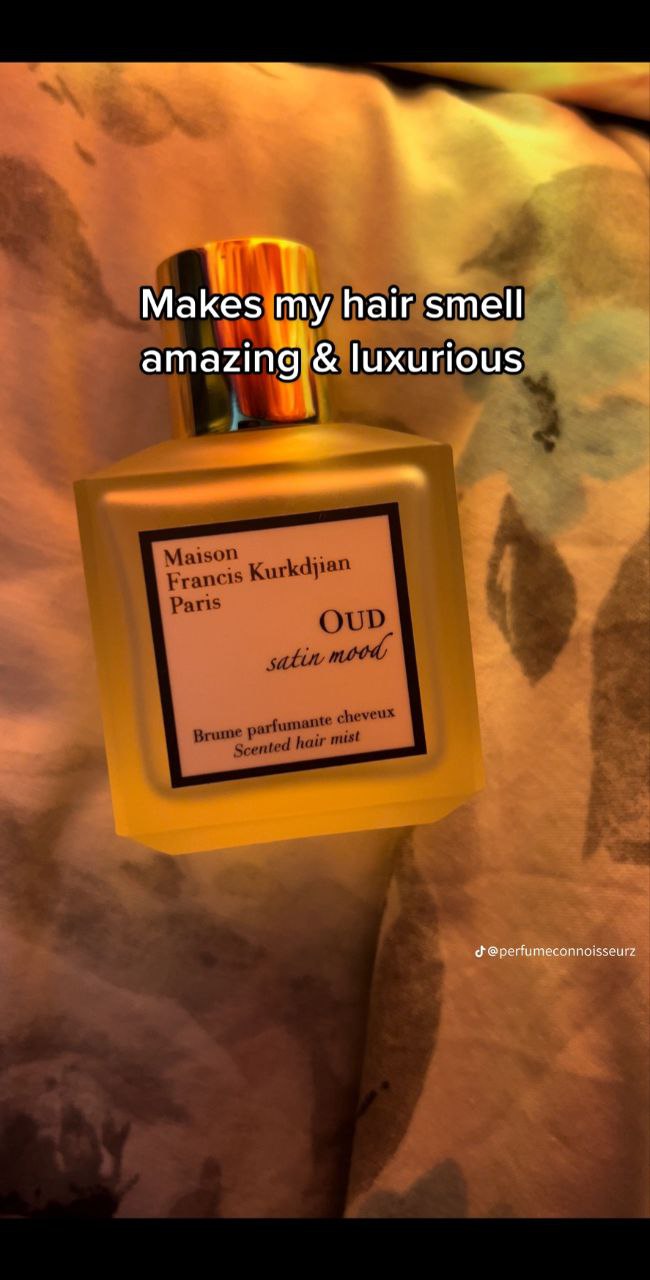 Makes my hair smell
amazing & luxurious
Maison
Francis Kurkdjian
Paris
OUD
satin mood
Brume parfumante cheveux
Scented hair mist
@perfumeconnoisseurz